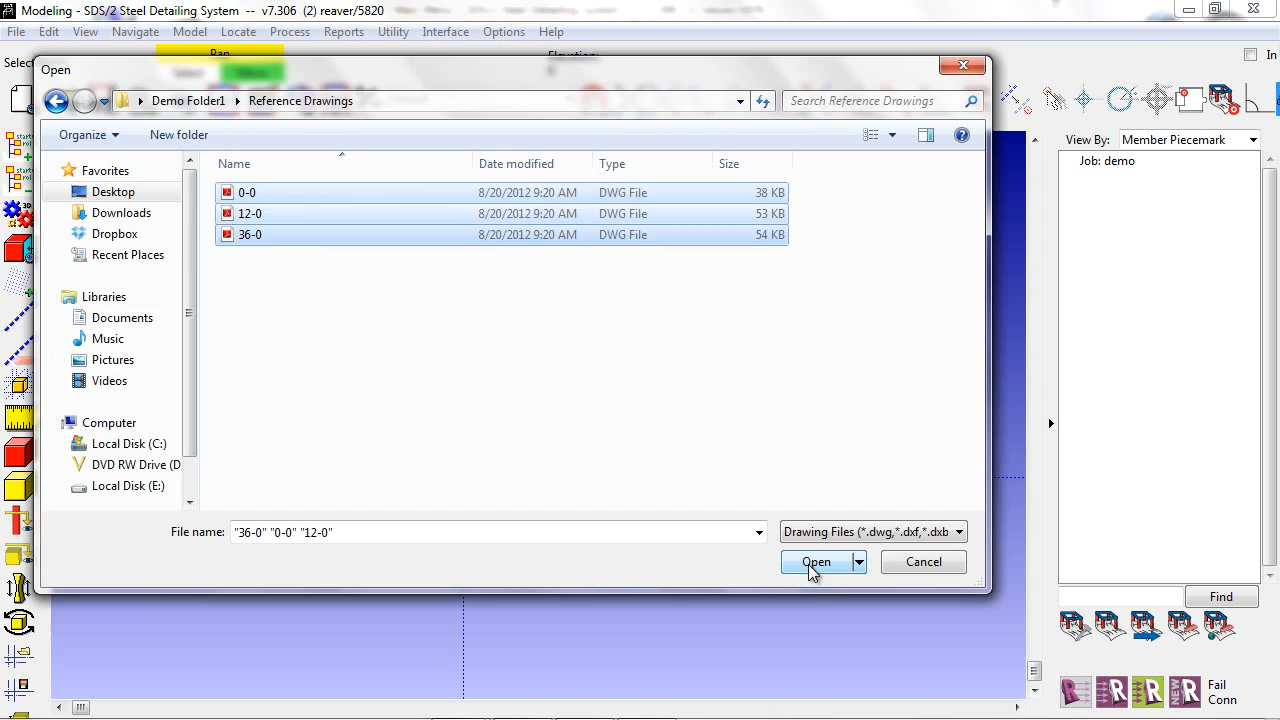 Modeling - SDS/2 Steel Detailing System -- v7.306 (2) reaver/5820
File Edit View Navigate Model Locate Process Reports Utility Interface Options Help
Pan
Elevation:
Select
In
Open
Demo Folder1 Reference Drawings
Search Reference Drawings
Organize New folder
View By: Member Piecemark
Name Date modified Type Size
Job: demo
Favorites
Desktop
Downloads
Dropbox
Recent Places
Libraries
Documents
Music
Pictures
Videos
Computer
Local Disk (C:)
DVD RW Drive (D
Local Disk (E:)
0-0 8/20/2012 9:20 AM DWG File 38 KB
12-0 8/20/2012 9:20 AM DWG File 53 KB
36-0 8/20/2012 9:20 AM DWG File 54 KB
File name: "36-0" "0-0" "12-0"
Drawing Files (*.dwg,*.dxf,*.dxb
Open Cancel
Find
Fail
Conn